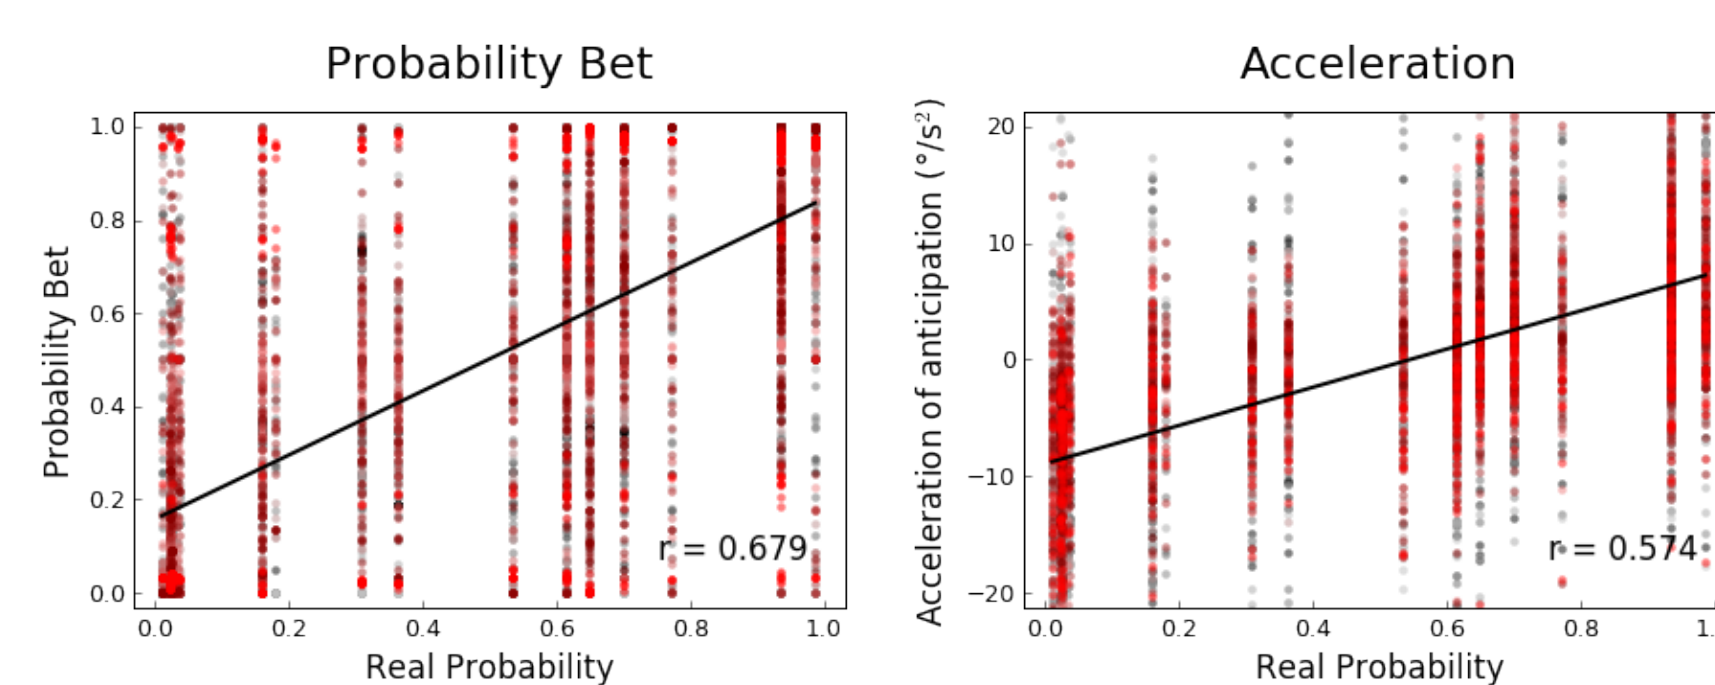 Probability Bet
Probability Bet
1.0
0.8
0.6
0.4
0.2
0.0
r = 0.679
0.0 0.2 0.4 0.6 0.8 1.0
Real Probability
Acceleration
Acceleration of anticipation (°/s²)
20
10
0
−10
−20
r = 0.574
0.0 0.2 0.4 0.6 0.8 1.
Real Probability